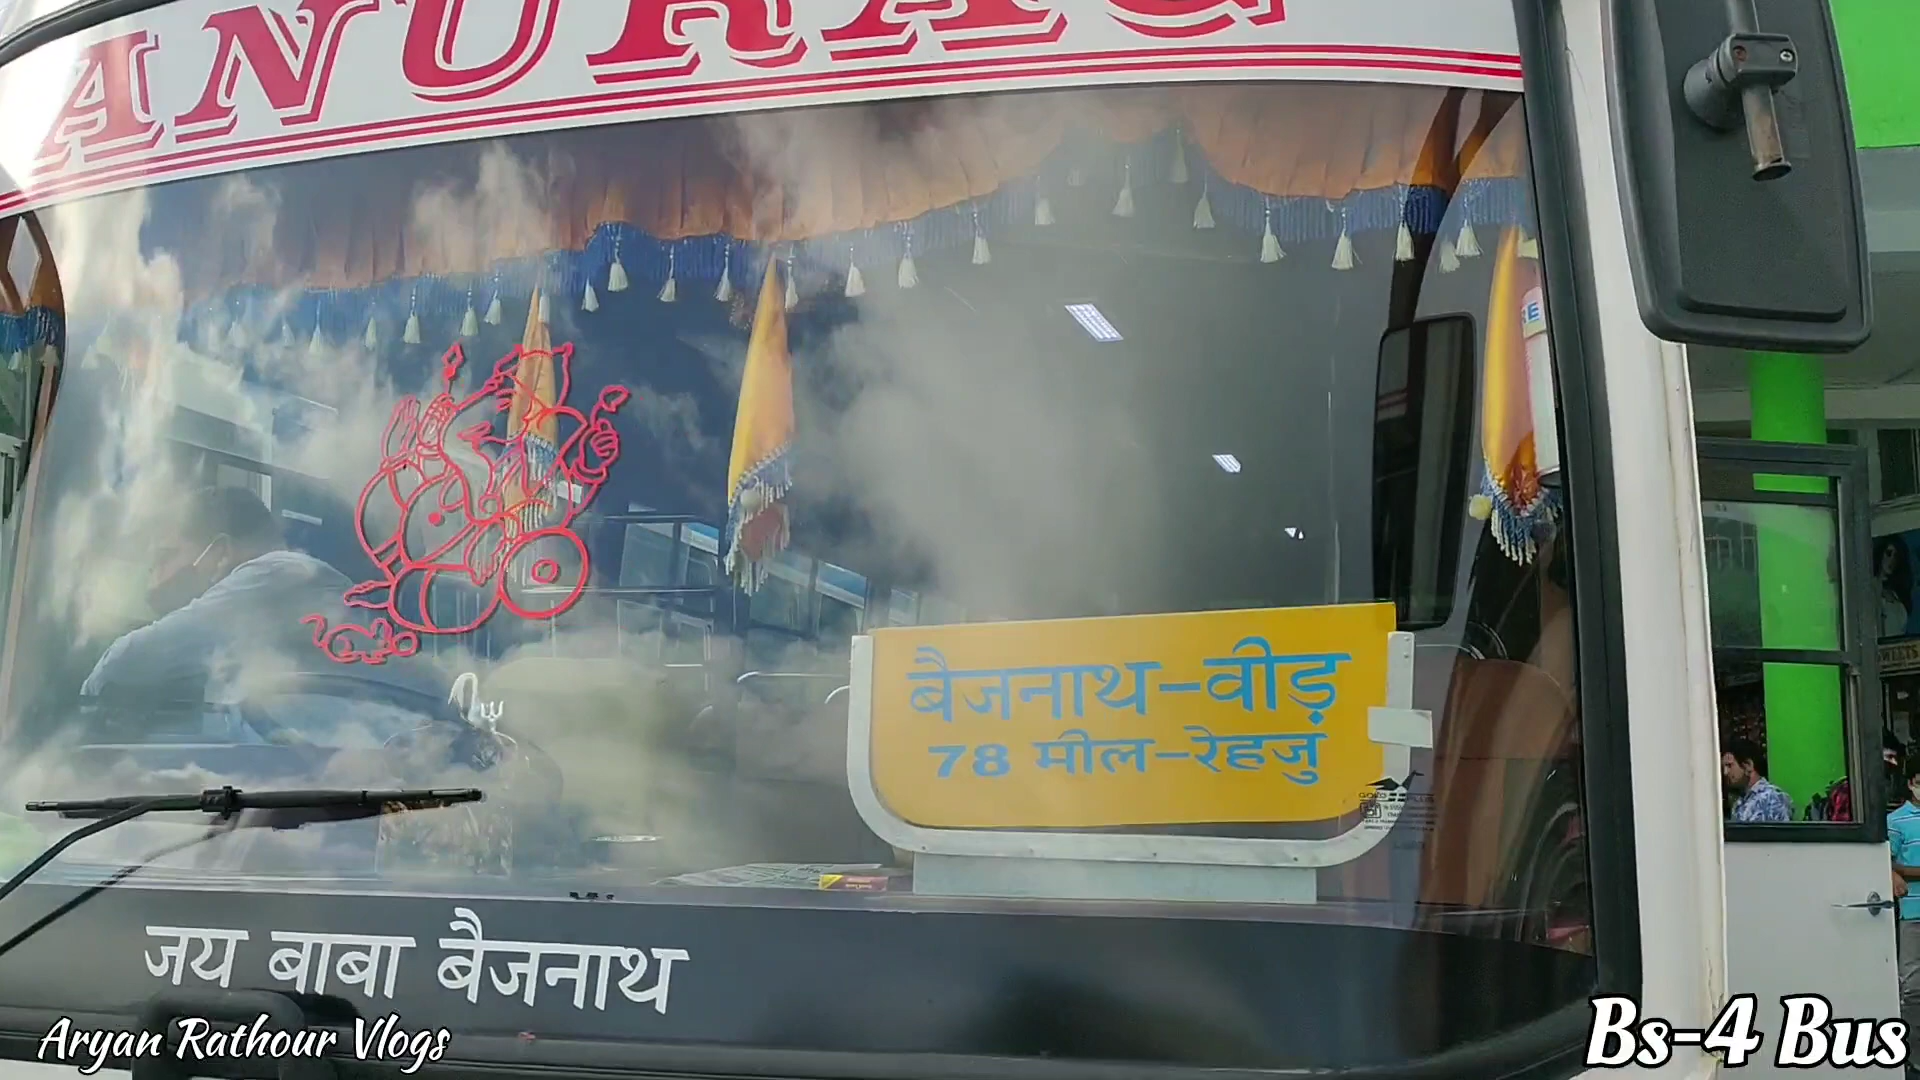 ANURAG
बैजनाथ-वीड़
78 मील-रेहजु
जय बाबा बैजनाथ
Aryan Rathour Vlogs
Bs-4 Bus